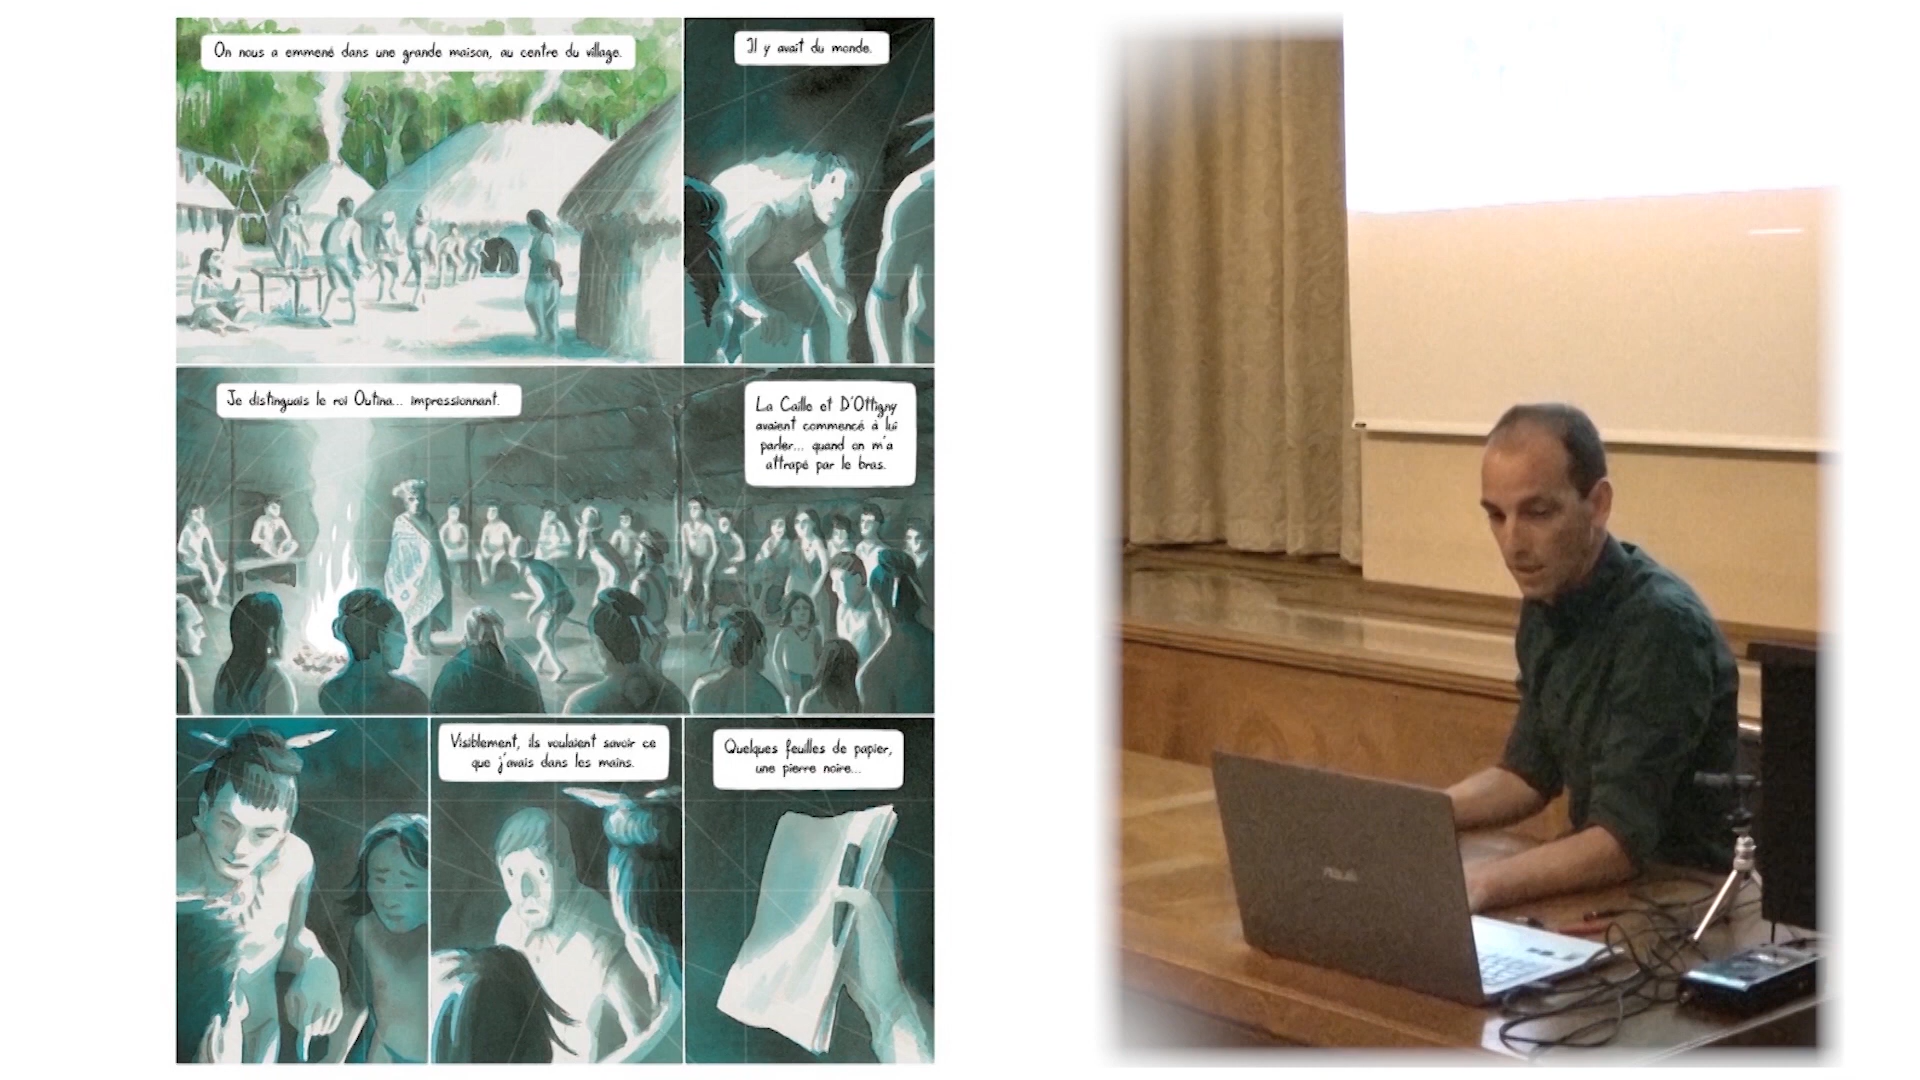 On nous a emmené dans une grande maison, au centre du village.
Il y avait du monde.
Je distinguais le roi Outina... impressionnant.
La Caille et D'Ottigny
avaient commencé à lui
parler... quand on m'a
attrapé par le bras.
Visiblement, ils voulaient savoir ce
que j'avais dans les mains.
Quelques feuilles de papier,
une pierre noire...